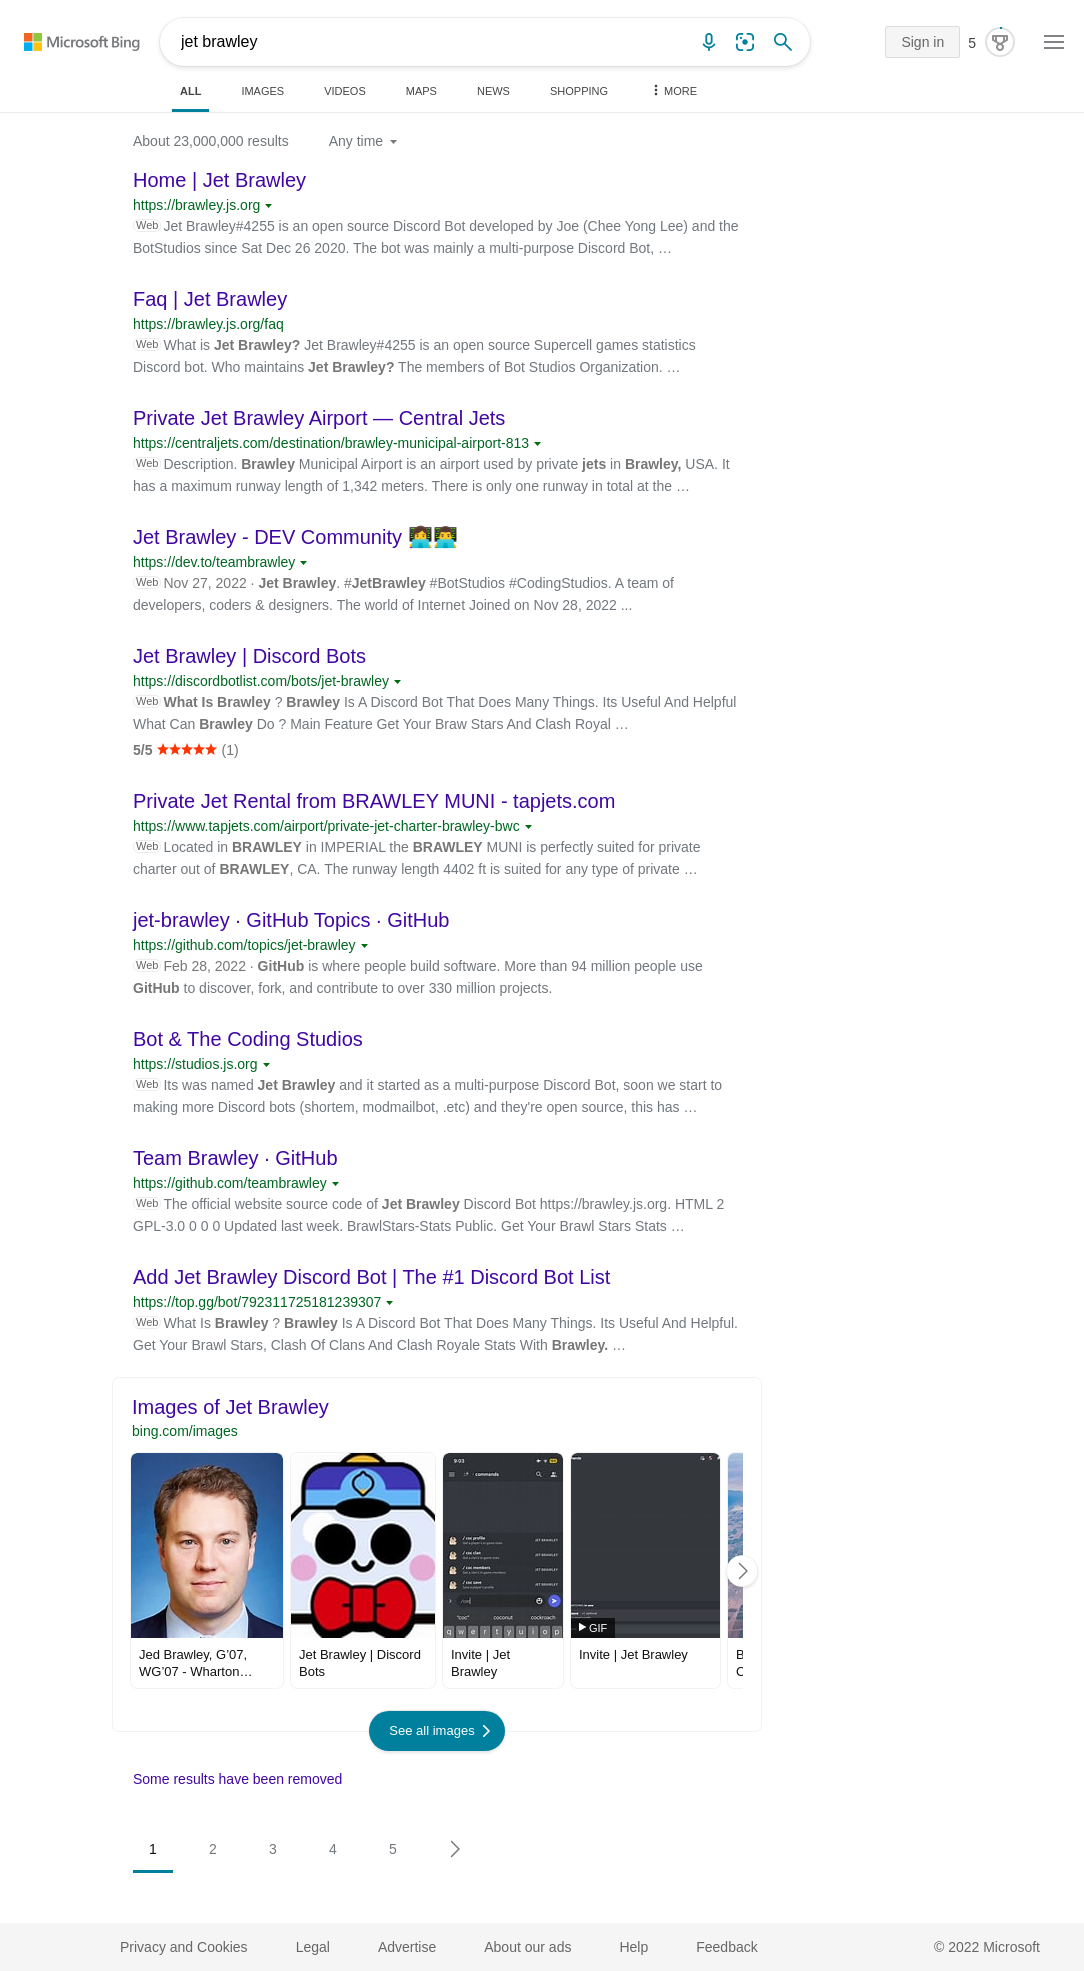 Microsoft Bing
jet brawley
Sign in
5
ALL
IMAGES
VIDEOS
MAPS
NEWS
SHOPPING
MORE
About 23,000,000 results
Any time
Home | Jet Brawley
https://brawley.js.org
Web Jet Brawley#4255 is an open source Discord Bot developed by Joe (Chee Yong Lee) and the
BotStudios since Sat Dec 26 2020. The bot was mainly a multi-purpose Discord Bot, …
Faq | Jet Brawley
https://brawley.js.org/faq
Web What is Jet Brawley? Jet Brawley#4255 is an open source Supercell games statistics
Discord bot. Who maintains Jet Brawley? The members of Bot Studios Organization. …
Private Jet Brawley Airport — Central Jets
https://centraljets.com/destination/brawley-municipal-airport-813
Web Description. Brawley Municipal Airport is an airport used by private jets in Brawley, USA. It
has a maximum runway length of 1,342 meters. There is only one runway in total at the …
Jet Brawley - DEV Community 👩‍💻👨‍💻
https://dev.to/teambrawley
Web Nov 27, 2022 · Jet Brawley. #JetBrawley #BotStudios #CodingStudios. A team of
developers, coders & designers. The world of Internet Joined on Nov 28, 2022 ...
Jet Brawley | Discord Bots
https://discordbotlist.com/bots/jet-brawley
Web What Is Brawley ? Brawley Is A Discord Bot That Does Many Things. Its Useful And Helpful
What Can Brawley Do ? Main Feature Get Your Braw Stars And Clash Royal …
5/5 ★★★★★ (1)
Private Jet Rental from BRAWLEY MUNI - tapjets.com
https://www.tapjets.com/airport/private-jet-charter-brawley-bwc
Web Located in BRAWLEY in IMPERIAL the BRAWLEY MUNI is perfectly suited for private
charter out of BRAWLEY, CA. The runway length 4402 ft is suited for any type of private …
jet-brawley · GitHub Topics · GitHub
https://github.com/topics/jet-brawley
Web Feb 28, 2022 · GitHub is where people build software. More than 94 million people use
GitHub to discover, fork, and contribute to over 330 million projects.
Bot & The Coding Studios
https://studios.js.org
Web Its was named Jet Brawley and it started as a multi-purpose Discord Bot, soon we start to
making more Discord bots (shortem, modmailbot, .etc) and they're open source, this has …
Team Brawley · GitHub
https://github.com/teambrawley
Web The official website source code of Jet Brawley Discord Bot https://brawley.js.org. HTML 2
GPL-3.0 0 0 0 Updated last week. BrawlStars-Stats Public. Get Your Brawl Stars Stats …
Add Jet Brawley Discord Bot | The #1 Discord Bot List
https://top.gg/bot/792311725181239307
Web What Is Brawley ? Brawley Is A Discord Bot That Does Many Things. Its Useful And Helpful.
Get Your Brawl Stars, Clash Of Clans And Clash Royale Stats With Brawley. …
Images of Jet Brawley
bing.com/images
9:03
commands
/ coc profile
JET BRAWLEY
/ coc clan
JET BRAWLEY
/ coc members
JET BRAWLEY
/ coc save
JET BRAWLEY
/co
"coc" coconut cockroach
q w e r t y u i o p
GIF
Jed Brawley, G'07,
WG'07 - Wharton…
Jet Brawley | Discord
Bots
Invite | Jet
Brawley
Invite | Jet Brawley
See all images
Some results have been removed
1
2
3
4
5
Privacy and Cookies
Legal
Advertise
About our ads
Help
Feedback
© 2022 Microsoft